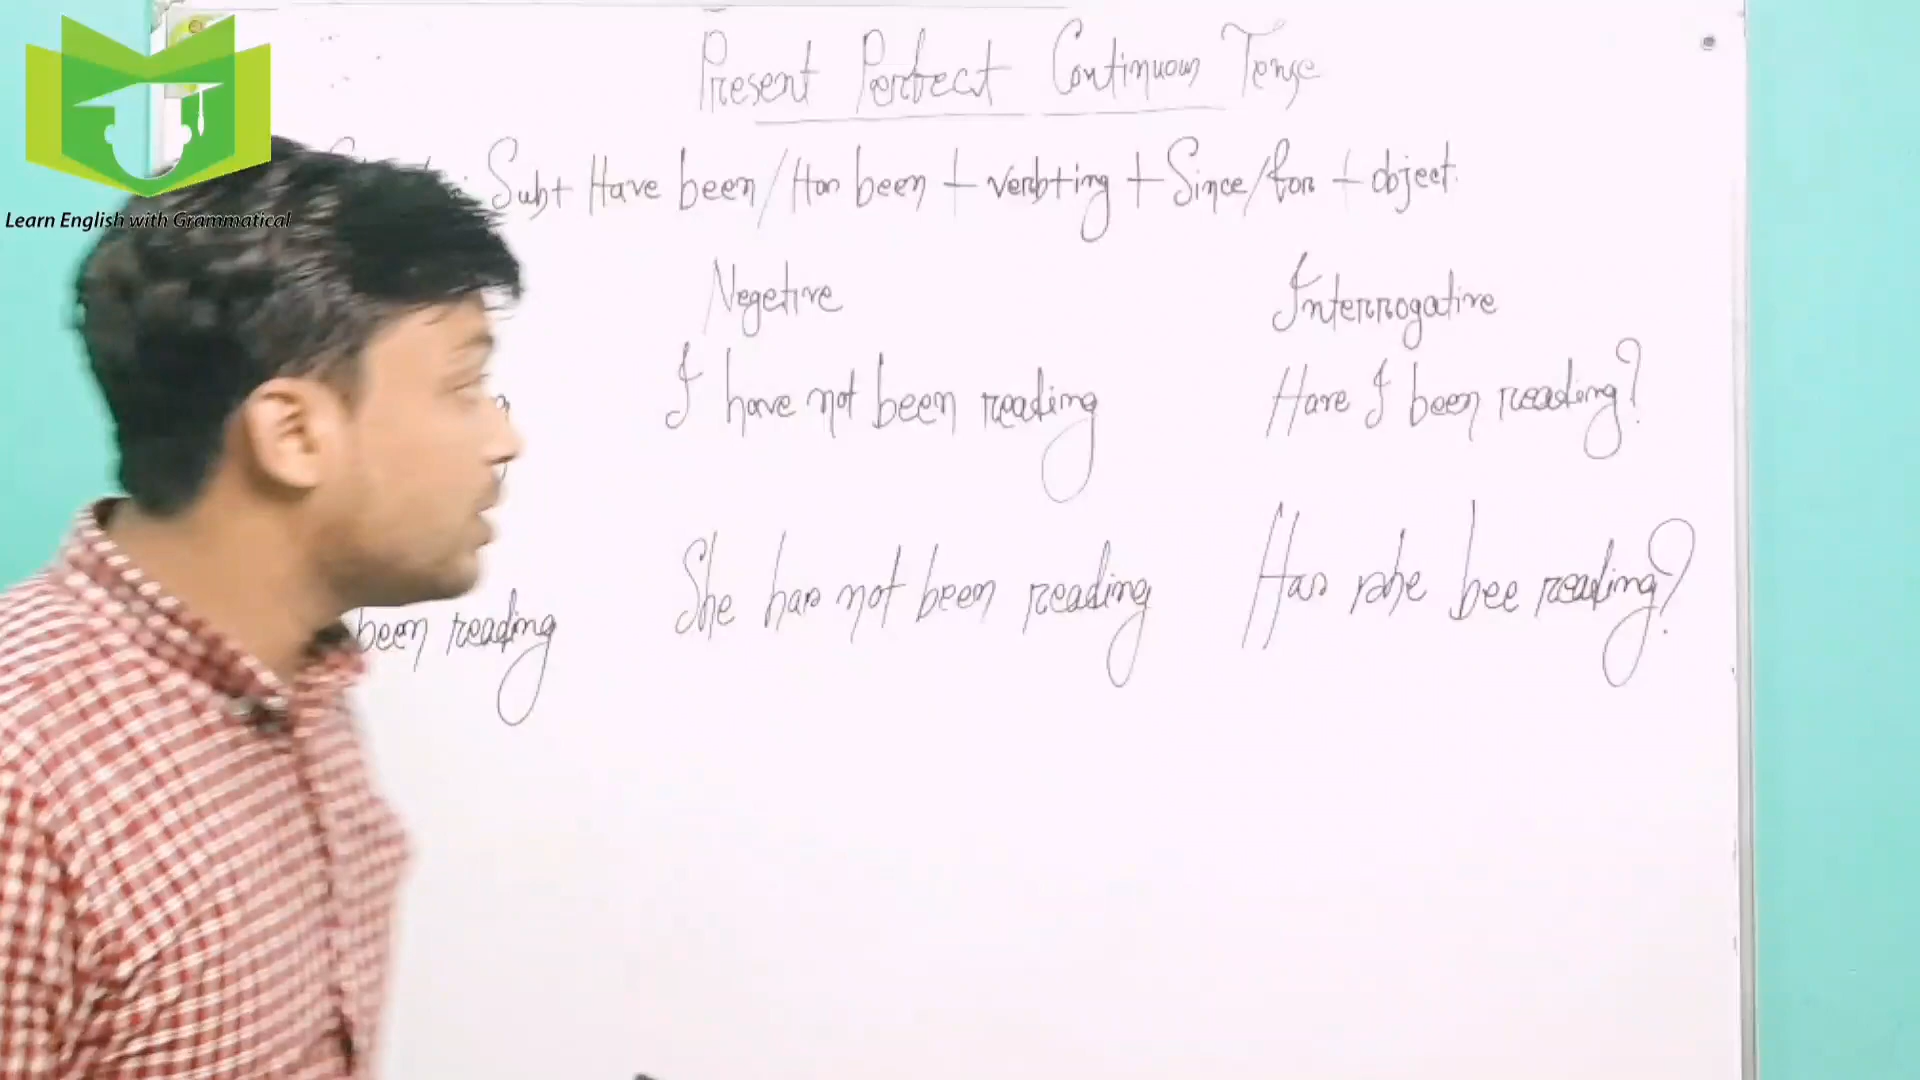 Learn English with Grammatical
Present Perfect Continuous Tense
Sub+ Have been/Has been + verb+ing + Since/for + object.
Negetive
Interrogative
I have not been reading
Have I been reading?
been reading
She has not been reading
Has she bee reading?